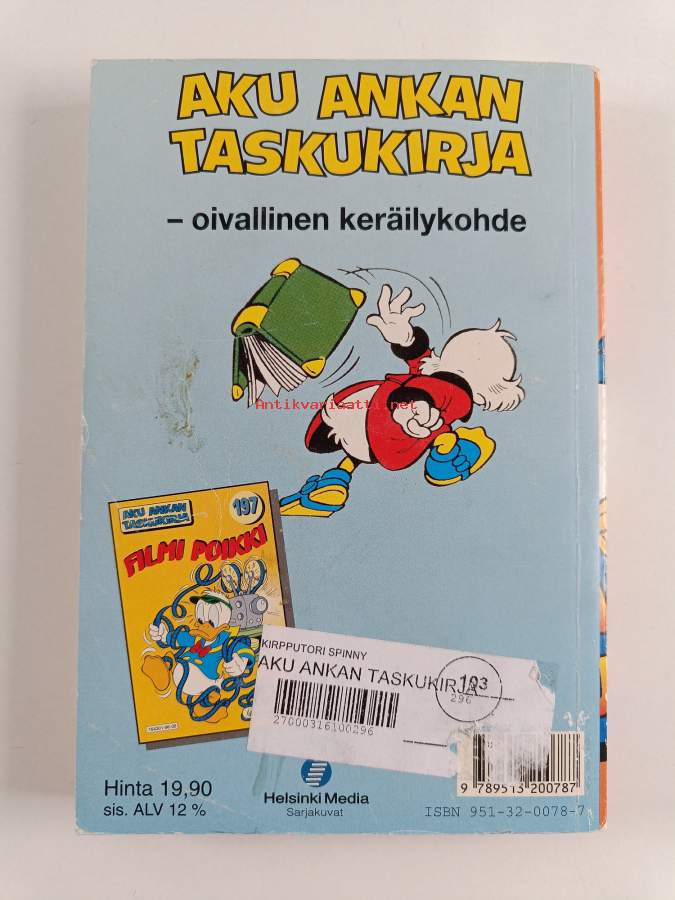 AKU ANKAN
TASKUKIRJA
– oivallinen keräilykohde
Antikvariaatti.net
AKU ANKAN
TASKUKIRJA
197
FILMI POIKKI
KIRPPUTORI SPINNY
AKU ANKAN TASKUKIRJA
193
296
27000316100296
Hinta 19,90
sis. ALV 12 %
Helsinki Media
Sarjakuvat
9 789513 200787
ISBN 951-32-0078-7